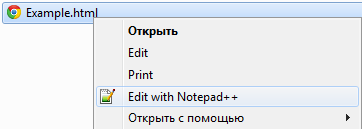 Example.html
Открыть
Edit
Print
Edit with Notepad++
Открыть с помощью